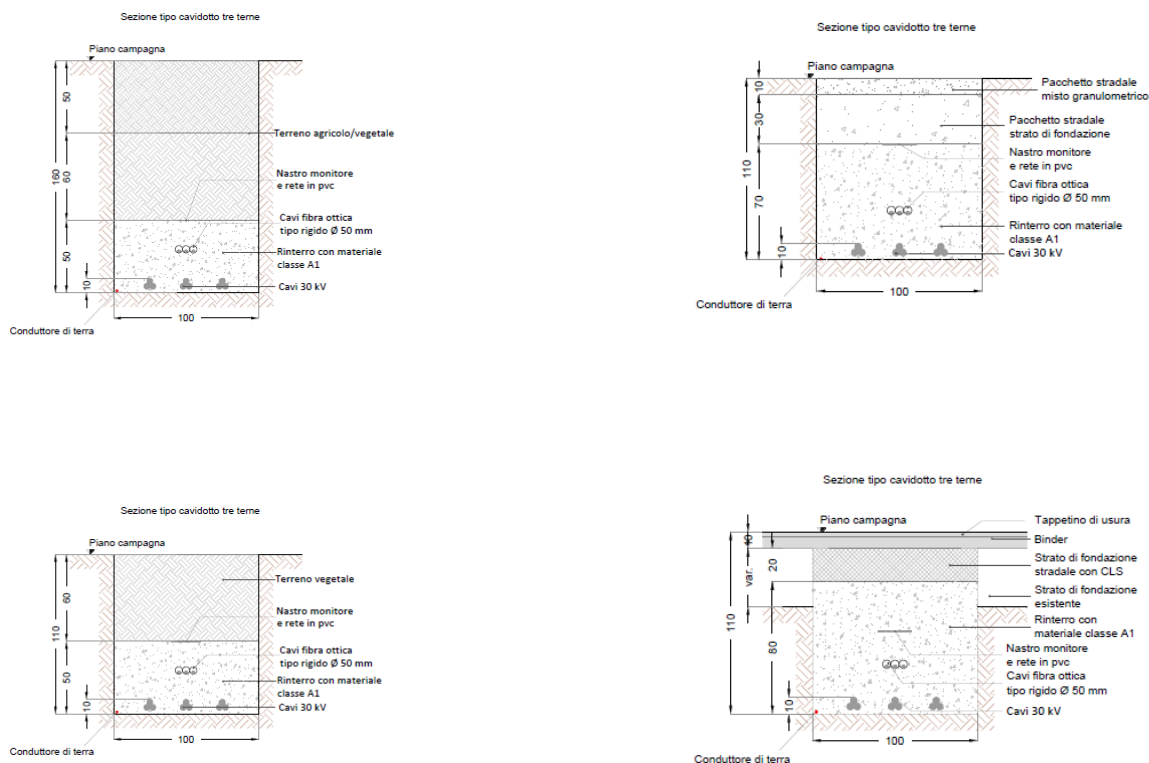 Sezione tipo cavidotto tre terne
Piano campagna
50
60
160
50
10
Terreno agricolo/vegetale
Nastro monitore
e rete in pvc
Cavi fibra ottica
tipo rigido Ø 50 mm
Rinterro con materiale
classe A1
Cavi 30 kV
100
Conduttore di terra
Sezione tipo cavidotto tre terne
Piano campagna
10
30
110
70
10
Pacchetto stradale
misto granulometrico
Pacchetto stradale
strato di fondazione
Nastro monitore
e rete in pvc
Cavi fibra ottica
tipo rigido Ø 50 mm
Rinterro con materiale
classe A1
Cavi 30 kV
100
Conduttore di terra
Sezione tipo cavidotto tre terne
Piano campagna
60
110
50
10
Terreno vegetale
Nastro monitore
e rete in pvc
Cavi fibra ottica
tipo rigido Ø 50 mm
Rinterro con materiale
classe A1
Cavi 30 kV
100
Conduttore di terra
Sezione tipo cavidotto tre terne
Piano campagna
10
20
var.
110
80
10
Tappetino di usura
Binder
Strato di fondazione
stradale con CLS
Strato di fondazione
esistente
Rinterro con
materiale classe A1
Nastro monitore
e rete in pvc
Cavi fibra ottica
tipo rigido Ø 50 mm
Cavi 30 kV
100
Conduttore di terra